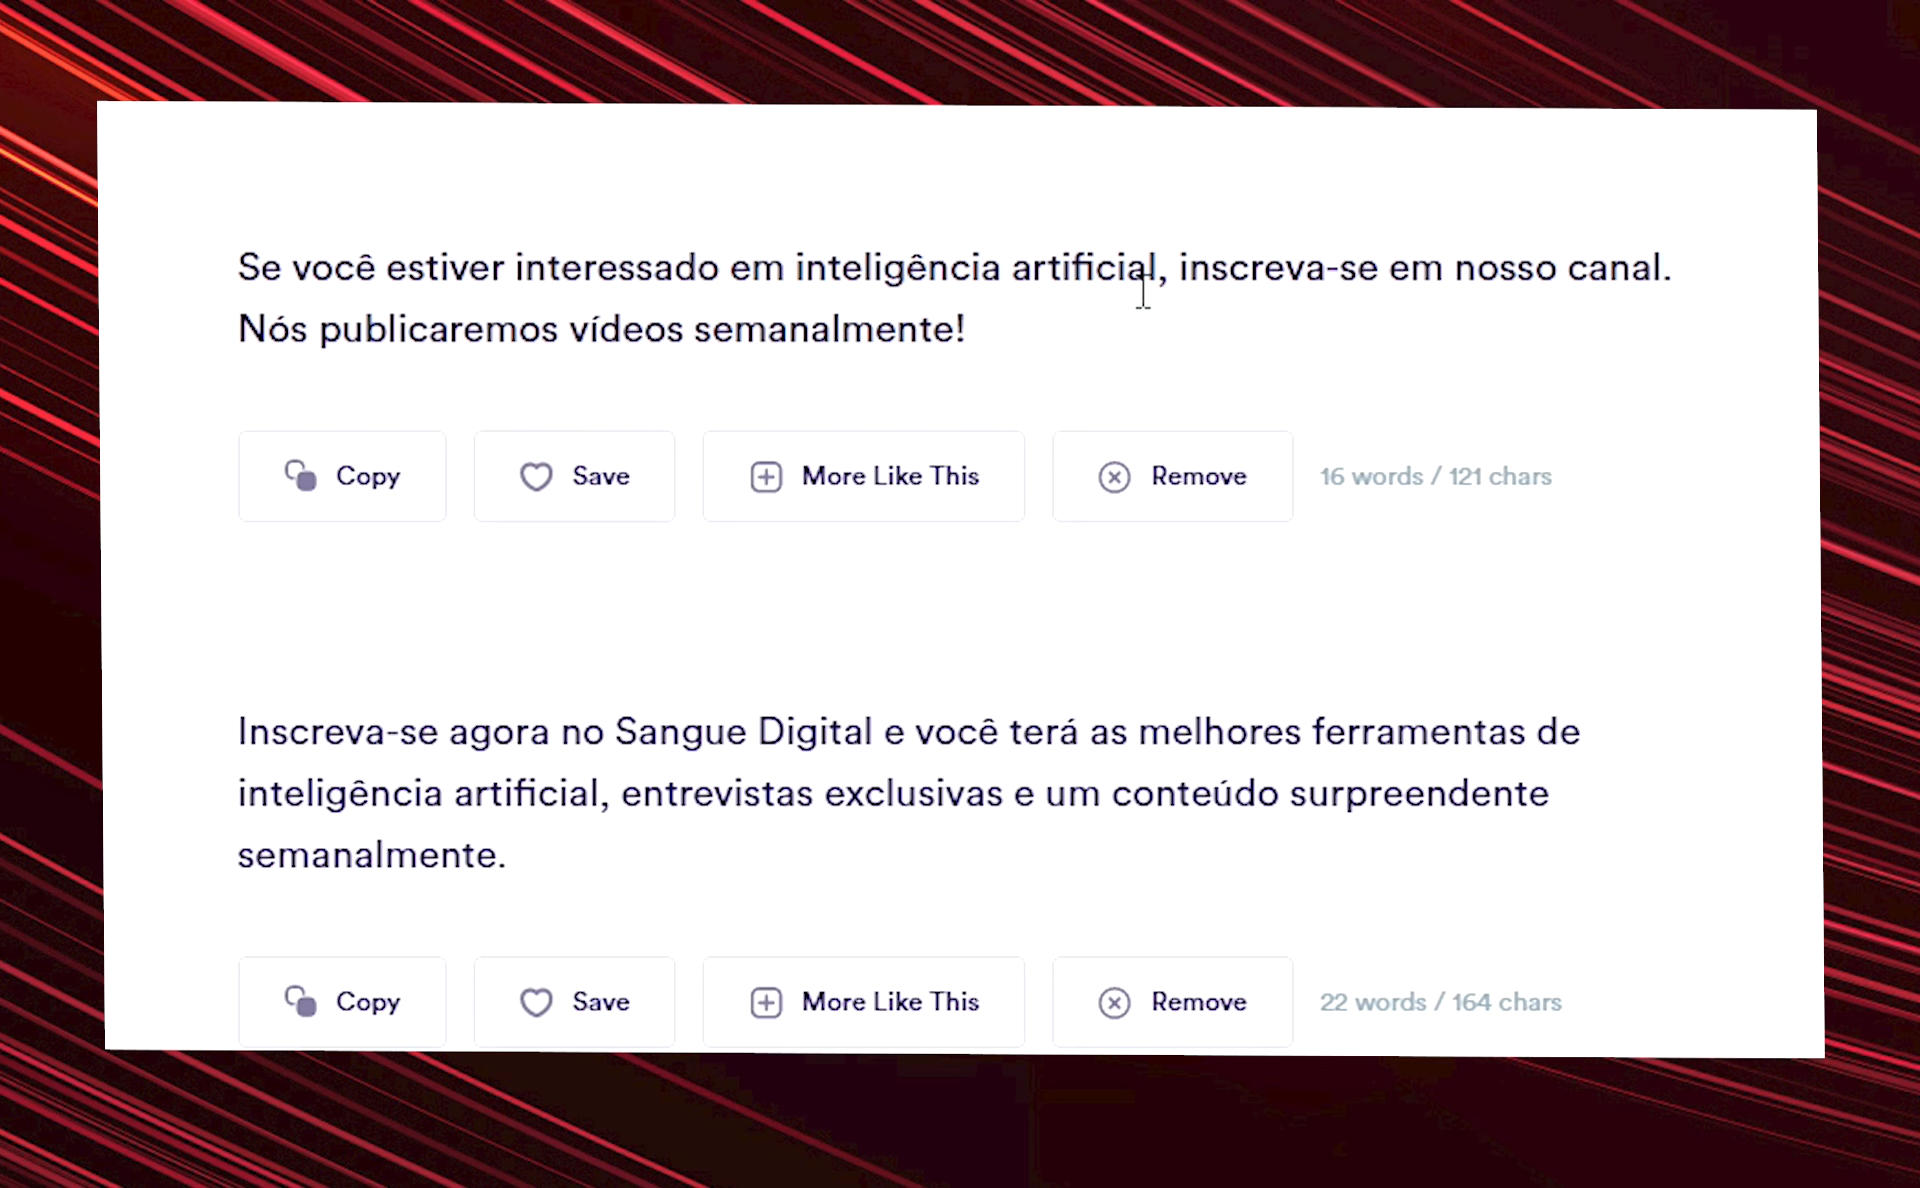 Se você estiver interessado em inteligência artificial, inscreva-se em nosso canal.
Nós publicaremos vídeos semanalmente!
Copy Save More Like This Remove 16 words / 121 chars
Inscreva-se agora no Sangue Digital e você terá as melhores ferramentas de
inteligência artificial, entrevistas exclusivas e um conteúdo surpreendente
semanalmente.
Copy Save More Like This Remove 22 words / 164 chars